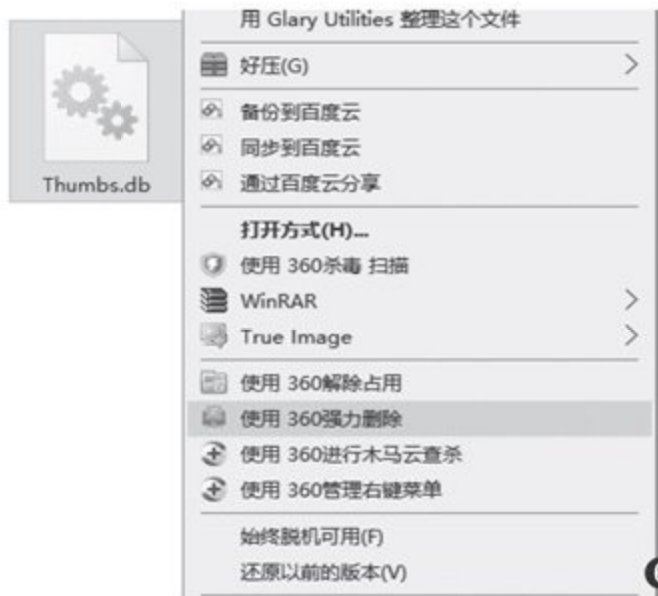 用 Glary Utilities 整理这个文件
好压(G)
备份到百度云
同步到百度云
通过百度云分享
Thumbs.db
打开方式(H)...
使用 360杀毒 扫描
WinRAR
True Image
使用 360解除占用
使用 360强力删除
使用 360进行木马云查杀
使用 360管理右键菜单
始终脱机可用(F)
还原以前的版本(V)